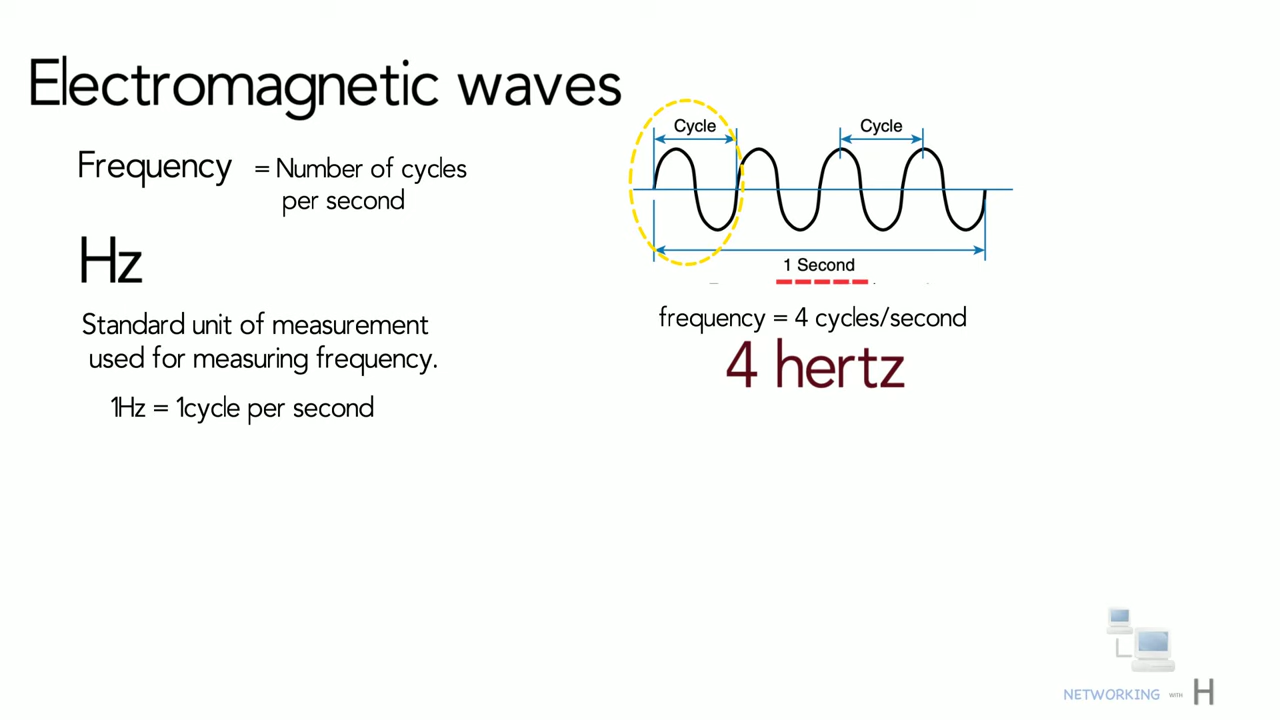 Electromagnetic waves
Frequency = Number of cycles
per second
Hz
Standard unit of measurement
used for measuring frequency.
1Hz = 1cycle per second
Cycle
Cycle
1 Second
frequency = 4 cycles/second
4 hertz
NETWORKING WITH H